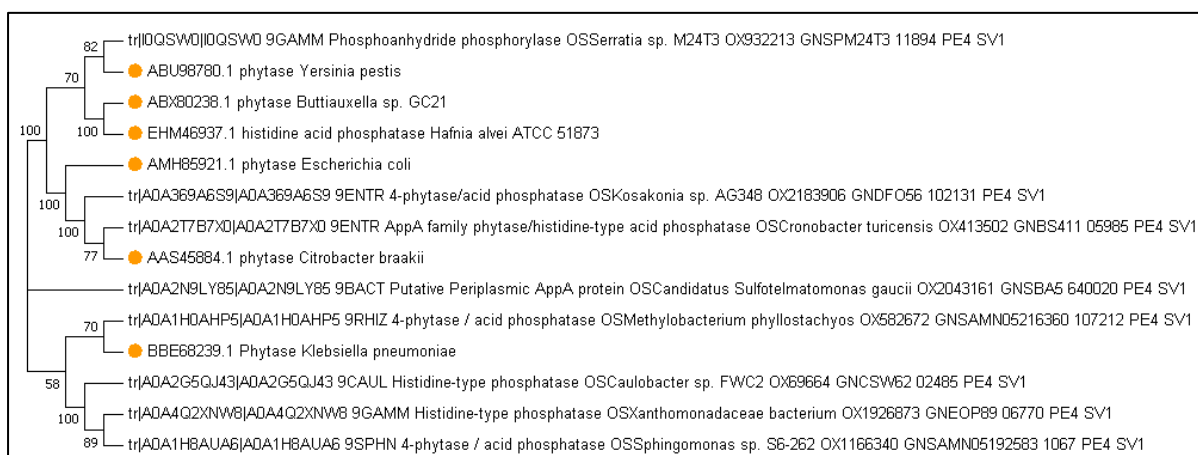 tr|I0QSW0|I0QSW0 9GAMM Phosphoanhydride phosphorylase OSSerratia sp. M24T3 OX932213 GNSPM24T3 11894 PE4 SV1
82
ABU98780.1 phytase Yersinia pestis
70
ABX80238.1 phytase Buttiauxella sp. GC21
100
EHM46937.1 histidine acid phosphatase Hafnia alvei ATCC 51873
100
AMH85921.1 phytase Escherichia coli
tr|A0A369A6S9|A0A369A6S9 9ENTR 4-phytase/acid phosphatase OSKosakonia sp. AG348 OX2183906 GNDFO56 102131 PE4 SV1
100
tr|A0A2T7B7X0|A0A2T7B7X0 9ENTR AppA family phytase/histidine-type acid phosphatase OSCronobacter turicensis OX413502 GNBS411 05985 PE4 SV1
100
77
AAS45884.1 phytase Citrobacter braakii
tr|A0A2N9LY85|A0A2N9LY85 9BACT Putative Periplasmic AppA protein OSCandidatus Sulfotelmatomonas gaucii OX2043161 GNSBA5 640020 PE4 SV1
tr|A0A1H0AHP5|A0A1H0AHP5 9RHIZ 4-phytase / acid phosphatase OSMethylobacterium phyllostachyos OX582672 GNSAMN05216360 107212 PE4 SV1
70
BBE68239.1 Phytase Klebsiella pneumoniae
58
tr|A0A2G5QJ43|A0A2G5QJ43 9CAUL Histidine-type phosphatase OSCaulobacter sp. FWC2 OX69664 GNCSW62 02485 PE4 SV1
100
tr|A0A4Q2XNW8|A0A4Q2XNW8 9GAMM Histidine-type phosphatase OSXanthomonadaceae bacterium OX1926873 GNEOP89 06770 PE4 SV1
89
tr|A0A1H8AUA6|A0A1H8AUA6 9SPHN 4-phytase / acid phosphatase OSSphingomonas sp. S6-262 OX1166340 GNSAMN05192583 1067 PE4 SV1